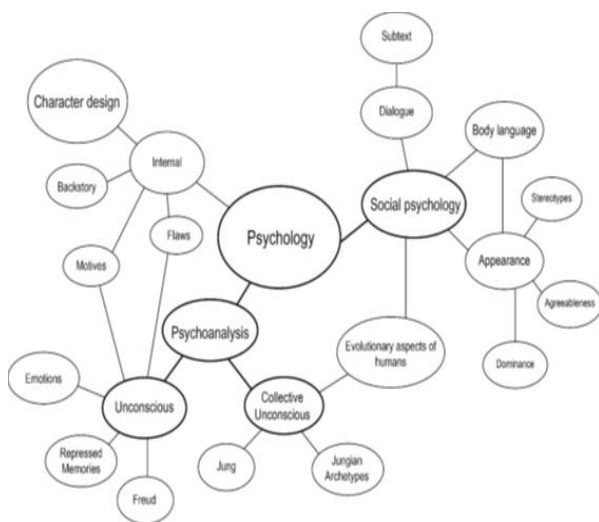 Subtext
Dialogue
Character design
Body language
Internal
Backstory
Social psychology
Stereotypes
Flaws
Psychology
Motives
Appearance
Agreeableness
Psychoanalysis
Evolutionary aspects of
humans
Dominance
Emotions
Unconscious
Collective
Unconscious
Repressed
Memories
Jung
Jungian
Archetypes
Freud